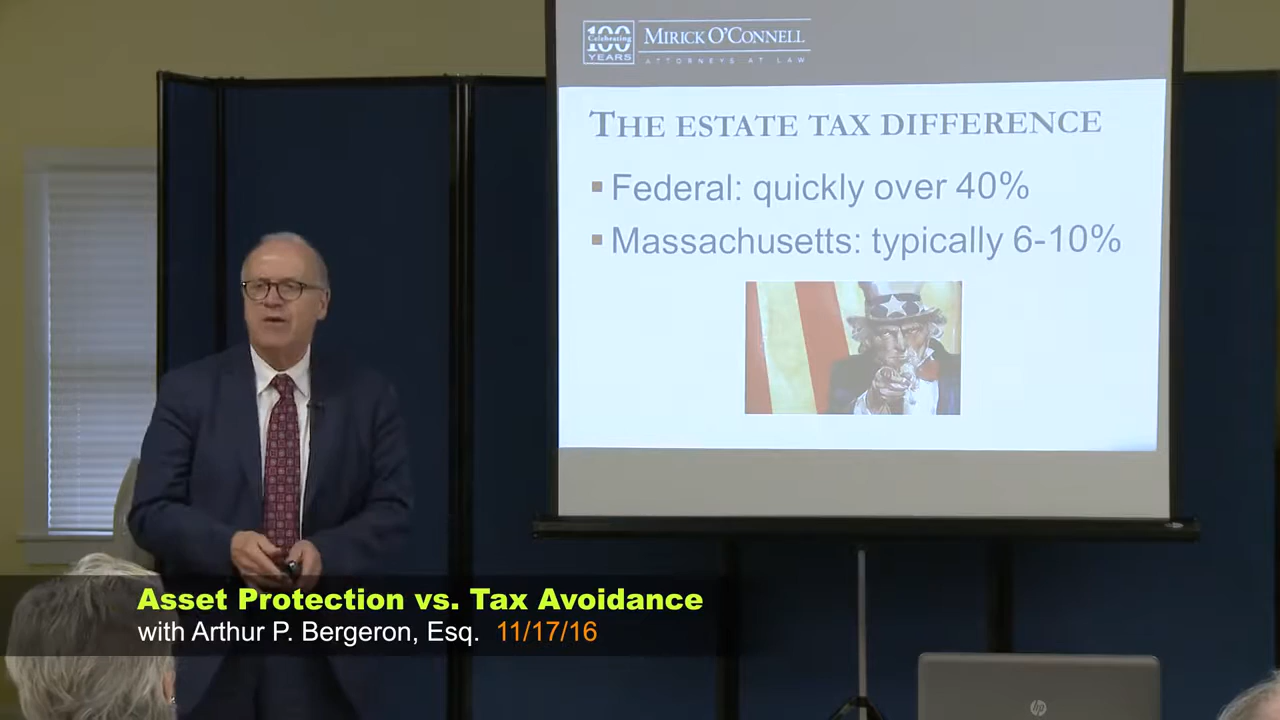 100
Celebrating
YEARS
MIRICK O'CONNELL
ATTORNEYS AT LAW
THE ESTATE TAX DIFFERENCE
▪ Federal: quickly over 40%
▪ Massachusetts: typically 6-10%
Asset Protection vs. Tax Avoidance
with Arthur P. Bergeron, Esq. 11/17/16
hp